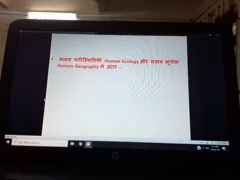 • मानव पारिस्थितिकी Human Ecology और मानव भूगोल
Human Geography में अंतर –